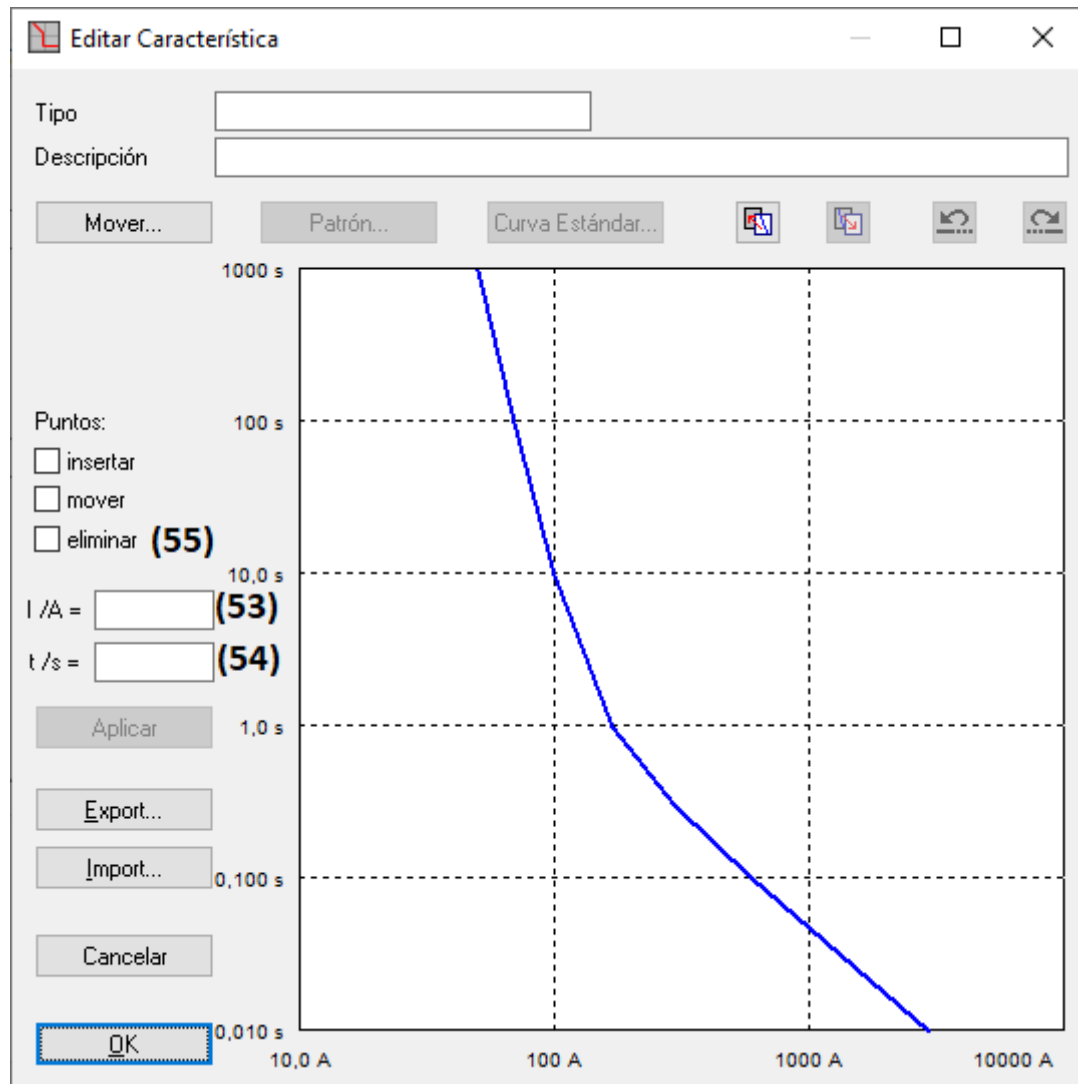 Editar Característica
Tipo
Descripción
Mover...
Patrón...
Curva Estándar...
1000 s
Puntos:
100 s
insertar
mover
eliminar (55)
10,0 s
I /A = (53)
t /s = (54)
Aplicar
1,0 s
Export...
Import...
0,100 s
Cancelar
OK
0,010 s
10,0 A
100 A
1000 A
10000 A